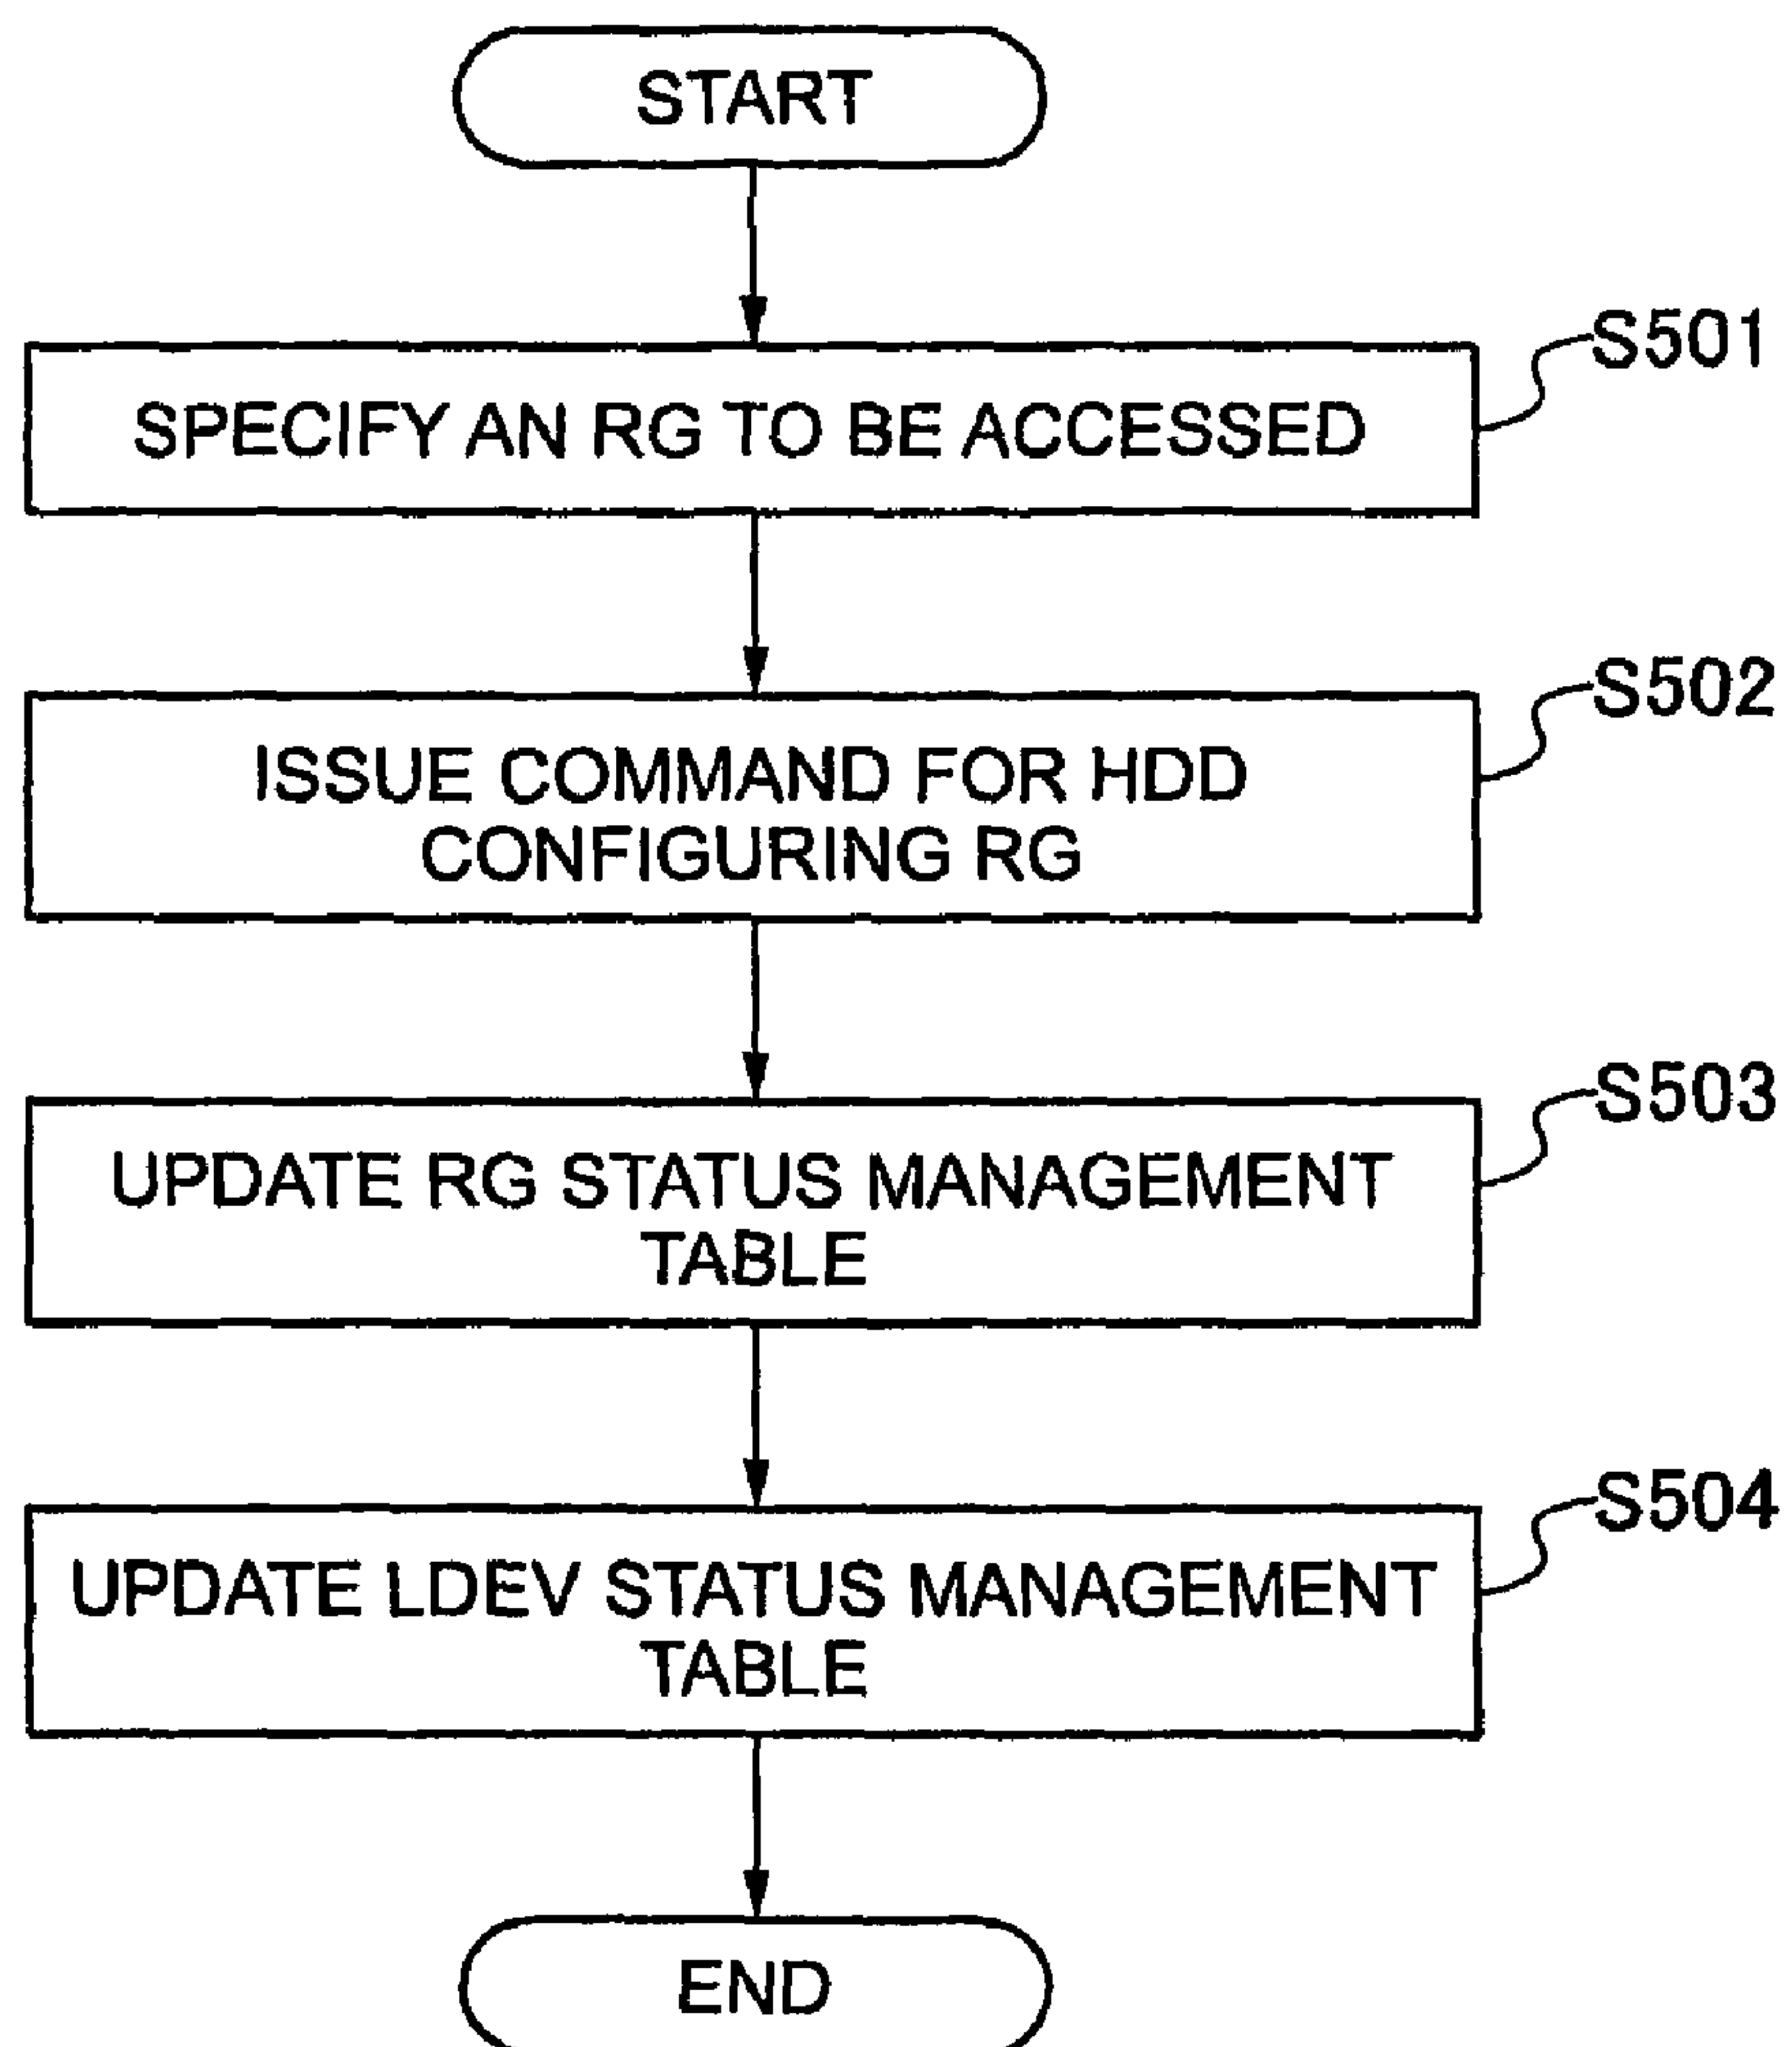 START
S501
SPECIFY AN RG TO BE ACCESSED
S502
ISSUE COMMAND FOR HDD
CONFIGURING RG
S503
UPDATE RG STATUS MANAGEMENT
TABLE
S504
UPDATE LDEV STATUS MANAGEMENT
TABLE
END